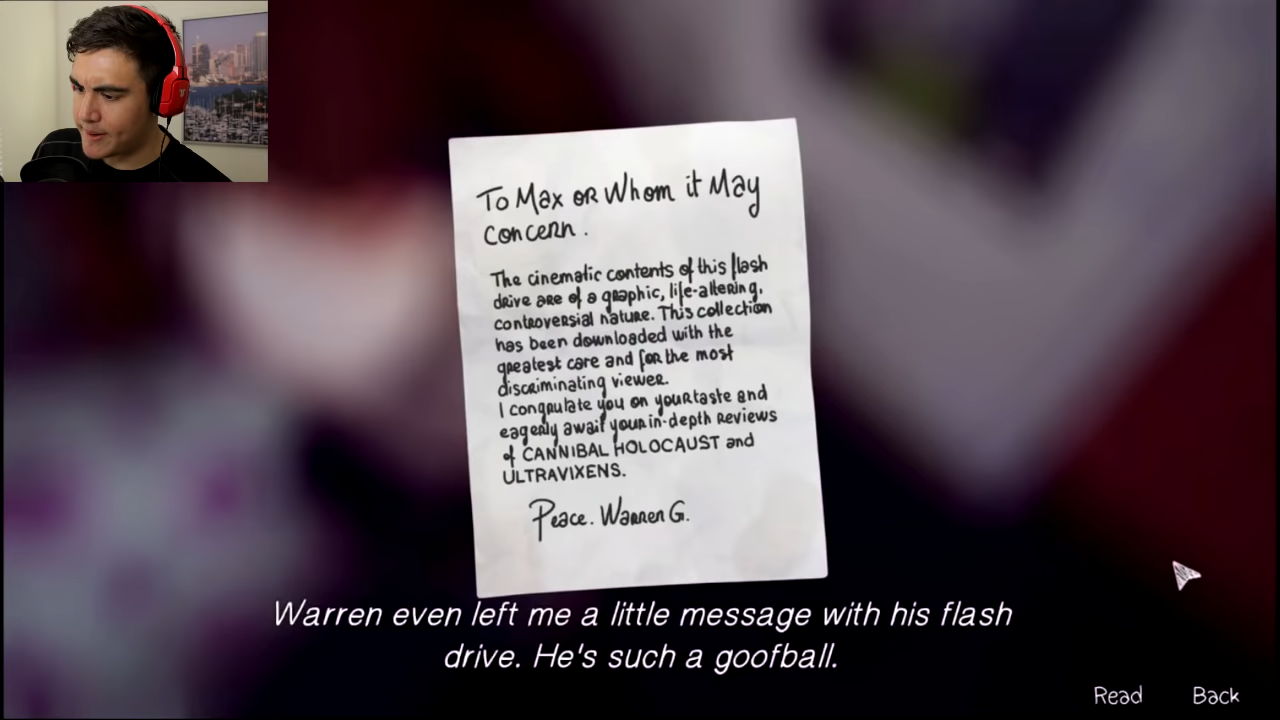 To Max or Whom it May
Concern.
The cinematic contents of this flash
drive are of a graphic, life-altering,
controversial nature. This collection
has been downloaded with the
greatest care and for the most
discriminating viewer.
I congrulate you on your taste and
eagerly await your in-depth reviews
of CANNIBAL HOLOCAUST and
ULTRAVIXENS.
Peace. Warren G.
Warren even left me a little message with his flash
drive. He's such a goofball.
Read Back